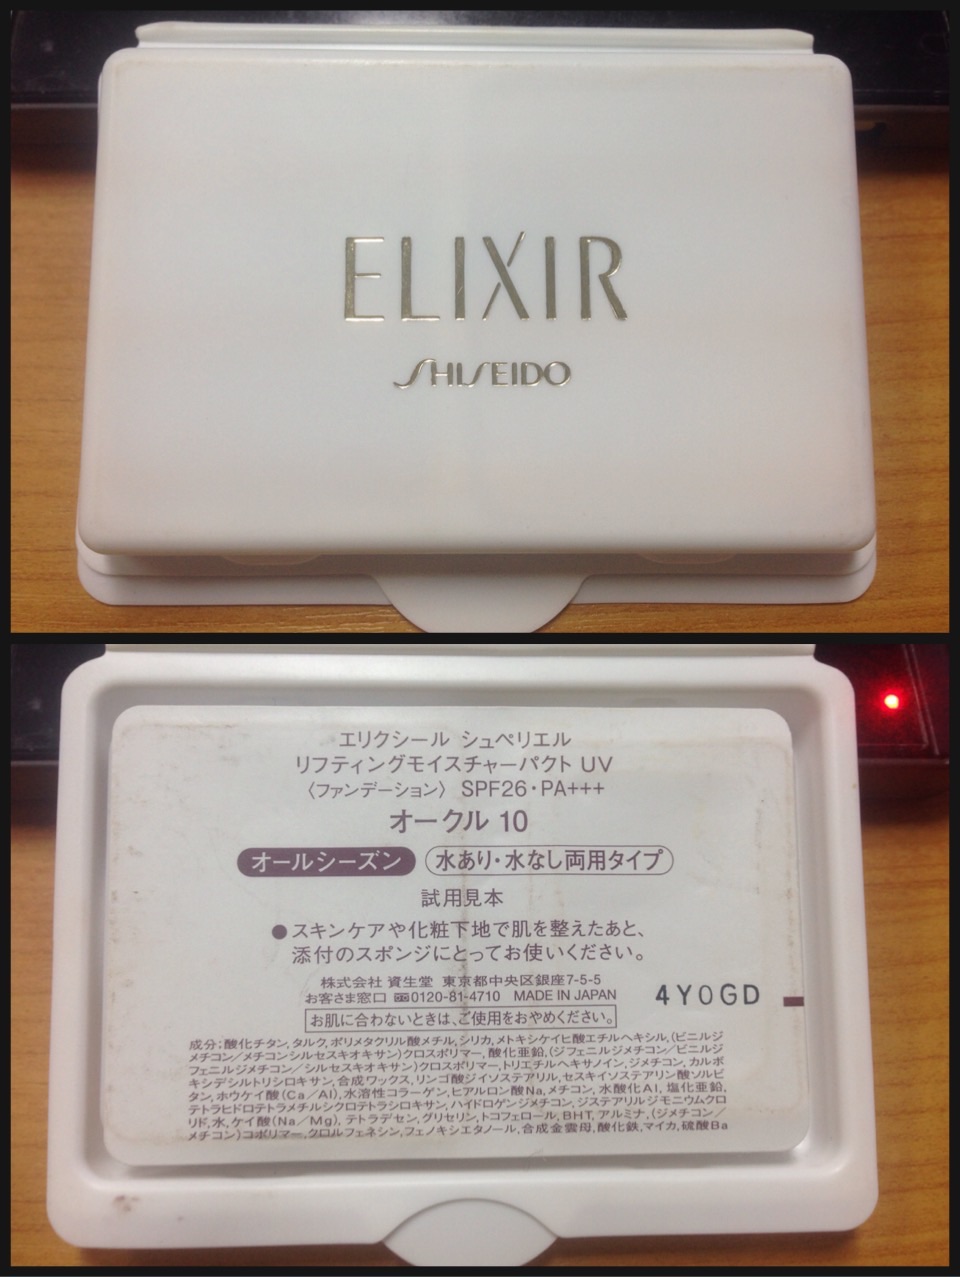 ELIXIR
SHISEIDO
エリクシール シュペリエル
リフティングモイスチャーパクト UV
〈ファンデーション〉 SPF26・PA+++
オークル 10
オールシーズン 水あり・水なし両用タイプ
試用見本
●スキンケアや化粧下地で肌を整えたあと、
添付のスポンジにとってお使いください。
株式会社 資生堂 東京都中央区銀座7-5-5
お客さま窓口 0120-81-4710 MADE IN JAPAN
4Y0GD
お肌に合わないときは、ご使用をおやめください。
成分;酸化チタン,タルク,ポリメタクリル酸メチル,シリカ,メトキシケイヒ酸エチルヘキシル,(ビニルジ
メチコン/メチコンシルセスキオキサン)クロスポリマー,酸化亜鉛,(ジフェニルジメチコン/ビニルジ
フェニルジメチコン/シルセスキオキサン)クロスポリマー,トリエチルヘキサノイン,ジメチコン,カルボ
キシデシルトリシロキサン,合成ワックス,リンゴ酸ジイソステアリル,セスキイソステアリン酸ソルビ
タン,ホウケイ酸(Ca/Al),水溶性コラーゲン,ヒアルロン酸Na,メチコン,水酸化Al,塩化亜鉛,
テトラヒドロテトラメチルシクロテトラシロキサン,ハイドロゲンジメチコン,ジステアリルジモニウムクロ
リド,水,ケイ酸(Na/Mg),テトラデセン,グリセリン,トコフェロール,BHT,アルミナ,(ジメチコン/
メチコン)コポリマー,クロルフェネシン,フェノキシエタノール,合成金雲母,酸化鉄,マイカ,硫酸Ba